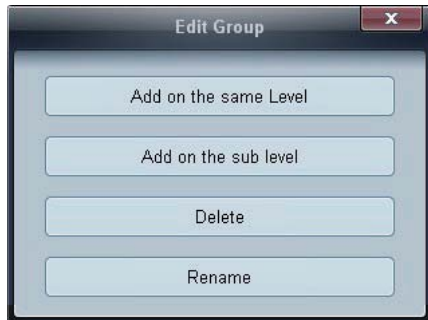 Edit Group
Add on the same Level
Add on the sub level
Delete
Rename